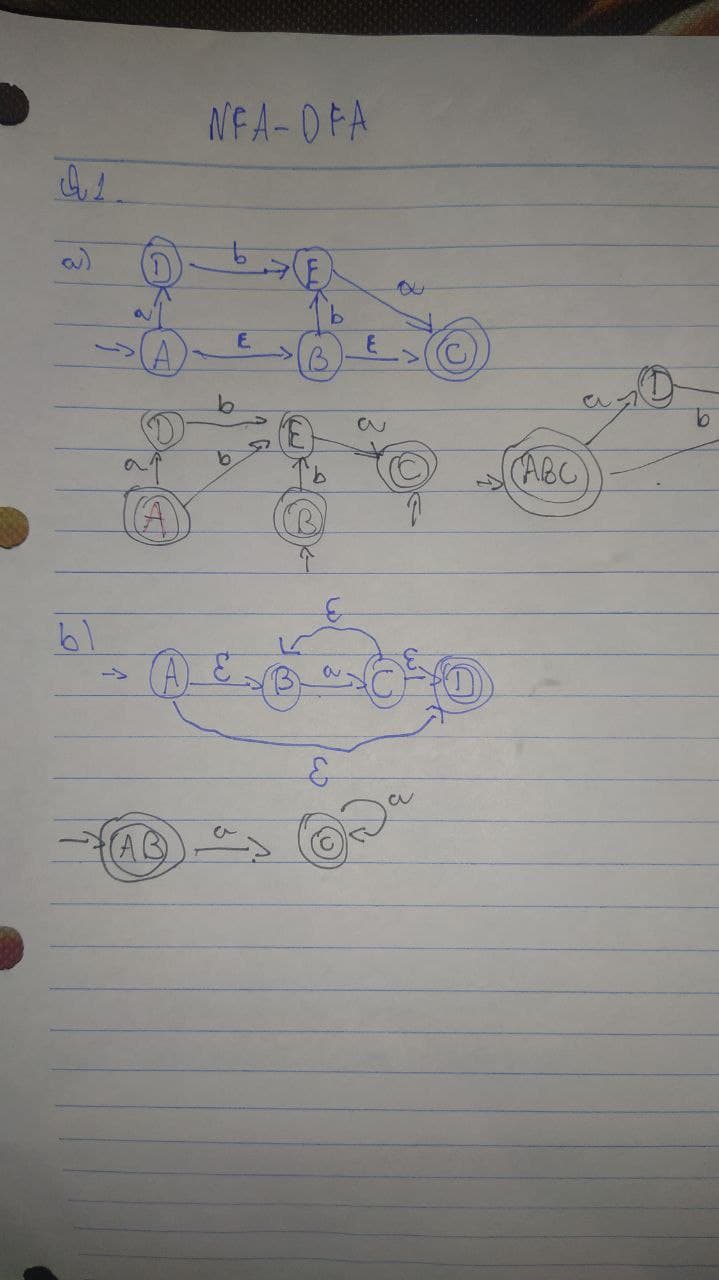 NFA-DFA
Q1.
a)
D b E
a b a
A ε B ε C
D b E a C
a b b
A B
a D
b
ABC
b)
ε
A ε B a C ε D
ε
AB a C a